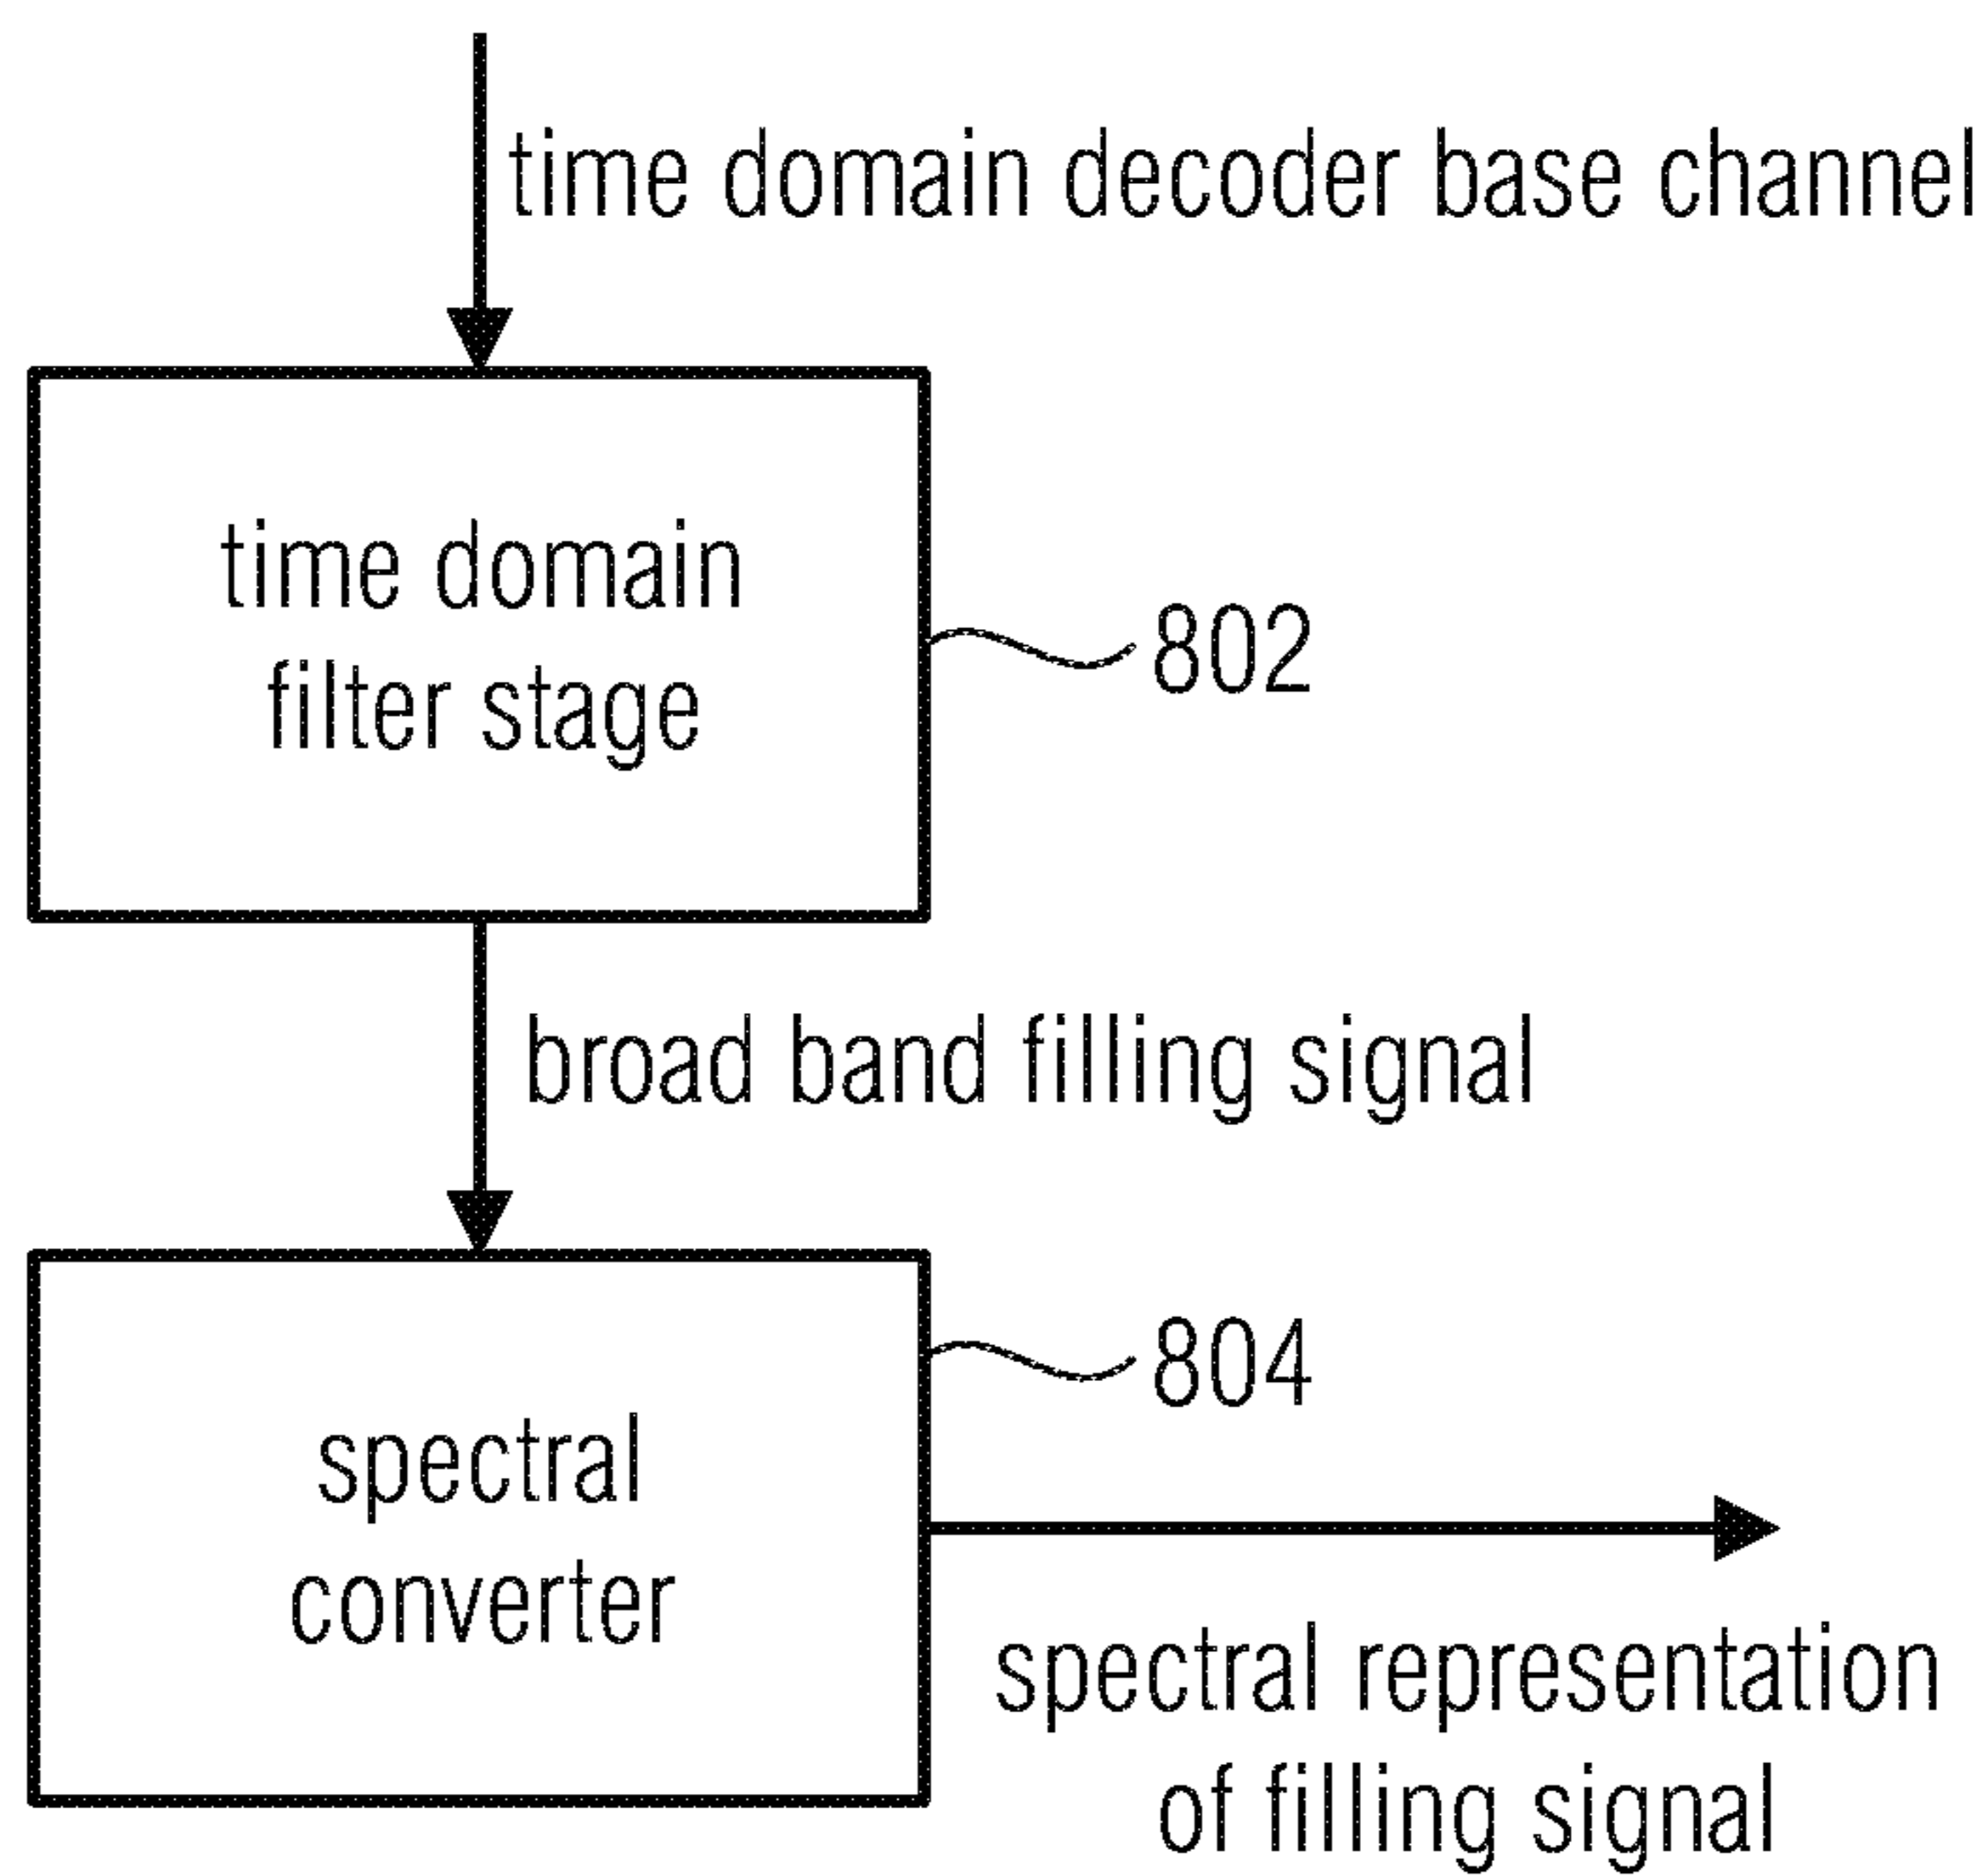 time domain decoder base channel
time domain
filter stage
802
broad band filling signal
804
spectral
converter
spectral representation
of filling signal